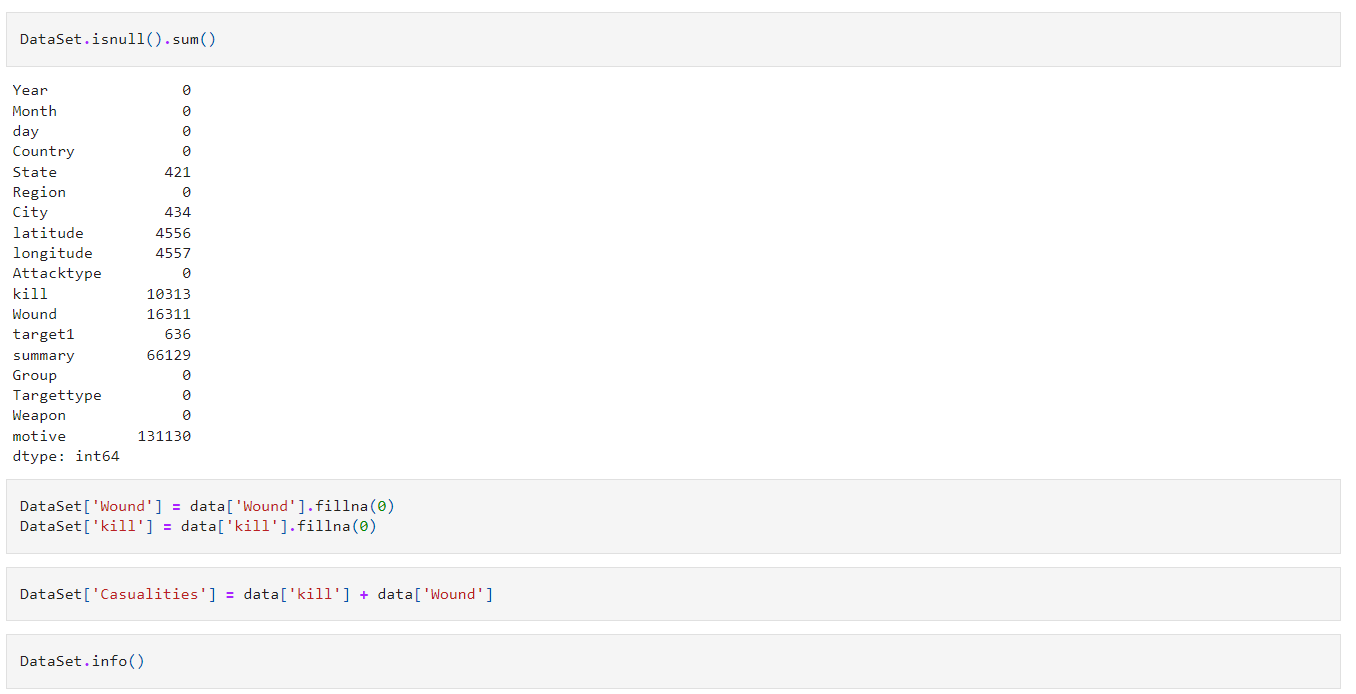 DataSet.isnull().sum()
Year 0
Month 0
day 0
Country 0
State 421
Region 0
City 434
latitude 4556
longitude 4557
Attacktype 0
kill 10313
Wound 16311
target1 636
summary 66129
Group 0
Targettype 0
Weapon 0
motive 131130
dtype: int64
DataSet['Wound'] = data['Wound'].fillna(0)
DataSet['kill'] = data['kill'].fillna(0)
DataSet['Casualities'] = data['kill'] + data['Wound']
DataSet.info()